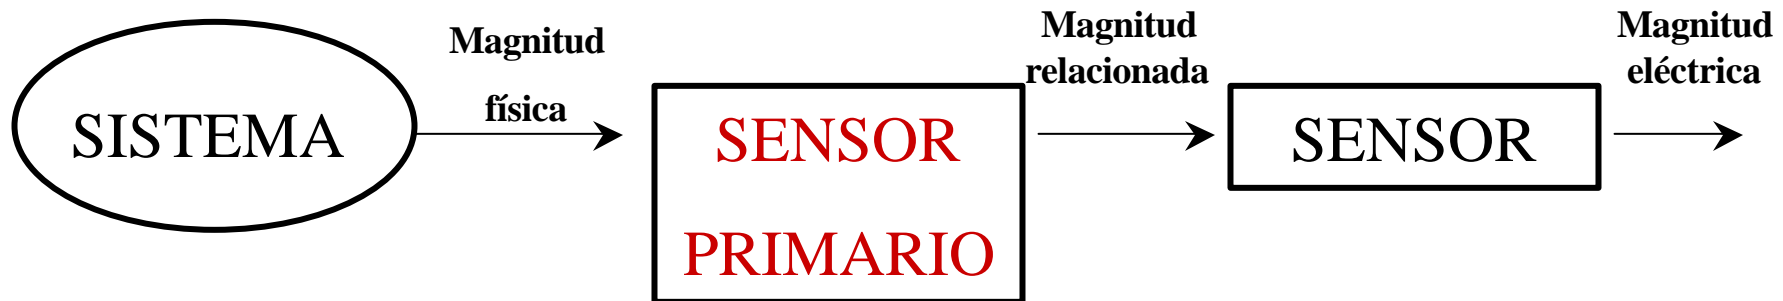 SISTEMA
Magnitud
física
SENSOR
PRIMARIO
Magnitud
relacionada
SENSOR
Magnitud
eléctrica